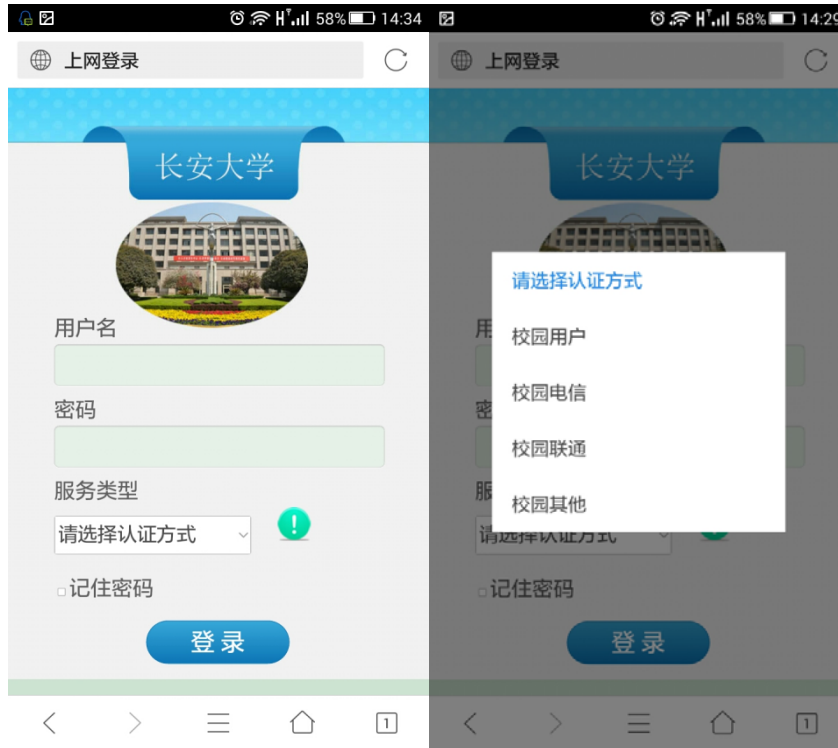 58% 14:34
上网登录
长安大学
用户名
密码
服务类型
请选择认证方式
记住密码
登录
1
58% 14:29
上网登录
长安大学
请选择认证方式
校园用户
校园电信
校园联通
校园其他
请选择认证方式
记住密码
登录
1